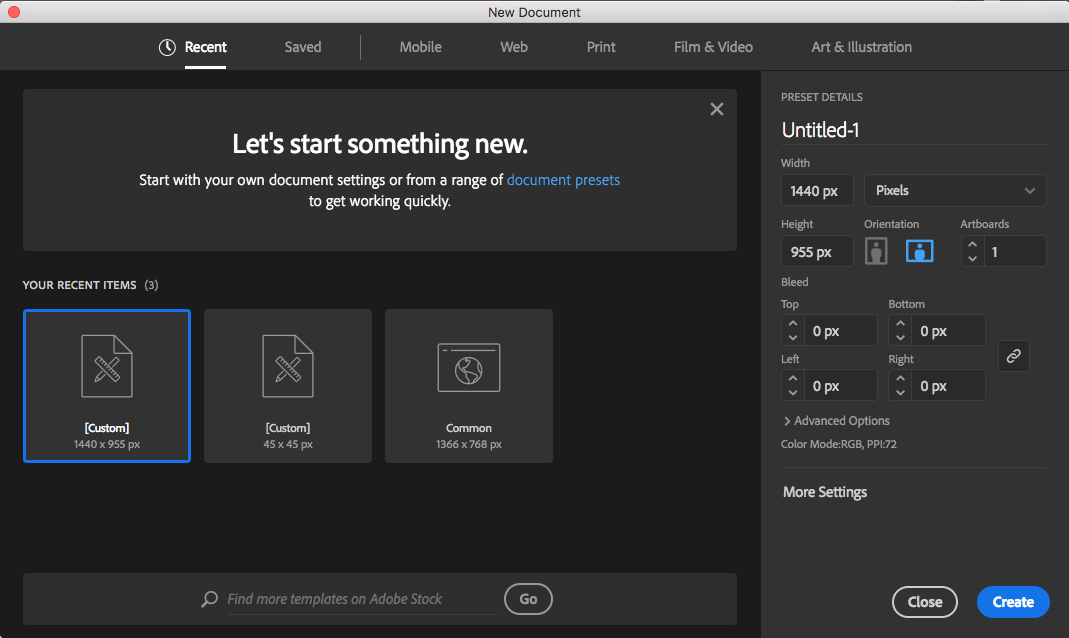 New Document
Recent
Saved
Mobile
Web
Print
Film & Video
Art & Illustration
Let's start something new.
Start with your own document settings or from a range of document presets
to get working quickly.
YOUR RECENT ITEMS (3)
[Custom]
1440 x 955 px
[Custom]
45 x 45 px
Common
1366 x 768 px
Find more templates on Adobe Stock
Go
PRESET DETAILS
Untitled-1
Width
1440 px
Pixels
Height
Orientation
Artboards
955 px
1
Bleed
Top
Bottom
0 px
0 px
Left
Right
0 px
0 px
Advanced Options
Color Mode:RGB, PPI:72
More Settings
Close
Create